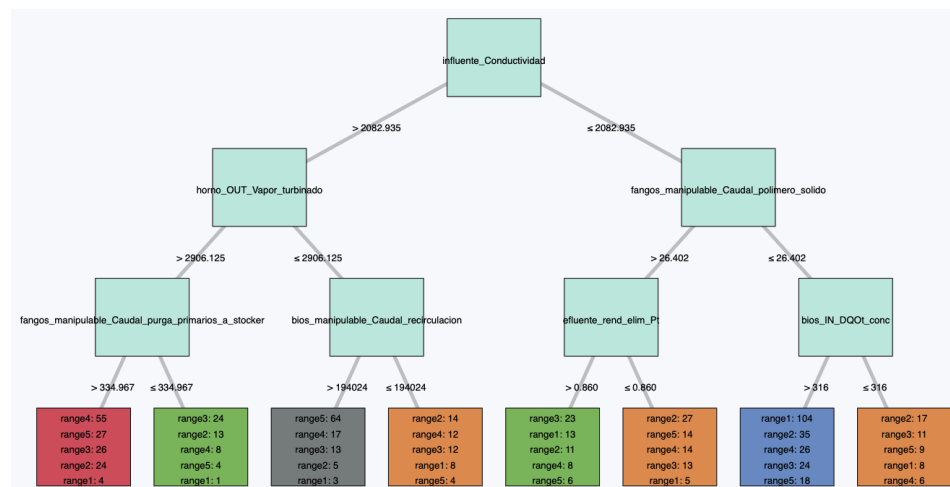 influente_Conductividad
> 2082.935
≤ 2082.935
horno_OUT_Vapor_turbinado
fangos_manipulable_Caudal_polimero_solido
> 2906.125
≤ 2906.125
> 26.402
≤ 26.402
fangos_manipulable_Caudal_purga_primarios_a_stocker
bios_manipulable_Caudal_recirculacion
efluente_rend_elim_Pt
bios_IN_DQOt_conc
> 334.967
≤ 334.967
> 194024
≤ 194024
> 0.860
≤ 0.860
> 316
≤ 316
range4: 55
range5: 27
range3: 26
range2: 24
range1: 4
range3: 24
range2: 13
range4: 8
range5: 4
range1: 1
range5: 64
range4: 17
range3: 13
range2: 5
range1: 3
range2: 14
range4: 12
range3: 12
range1: 8
range5: 4
range3: 23
range1: 13
range2: 11
range4: 8
range5: 6
range2: 27
range5: 14
range4: 14
range3: 13
range1: 5
range1: 104
range2: 35
range4: 26
range3: 24
range5: 18
range2: 17
range3: 11
range5: 9
range1: 8
range4: 6